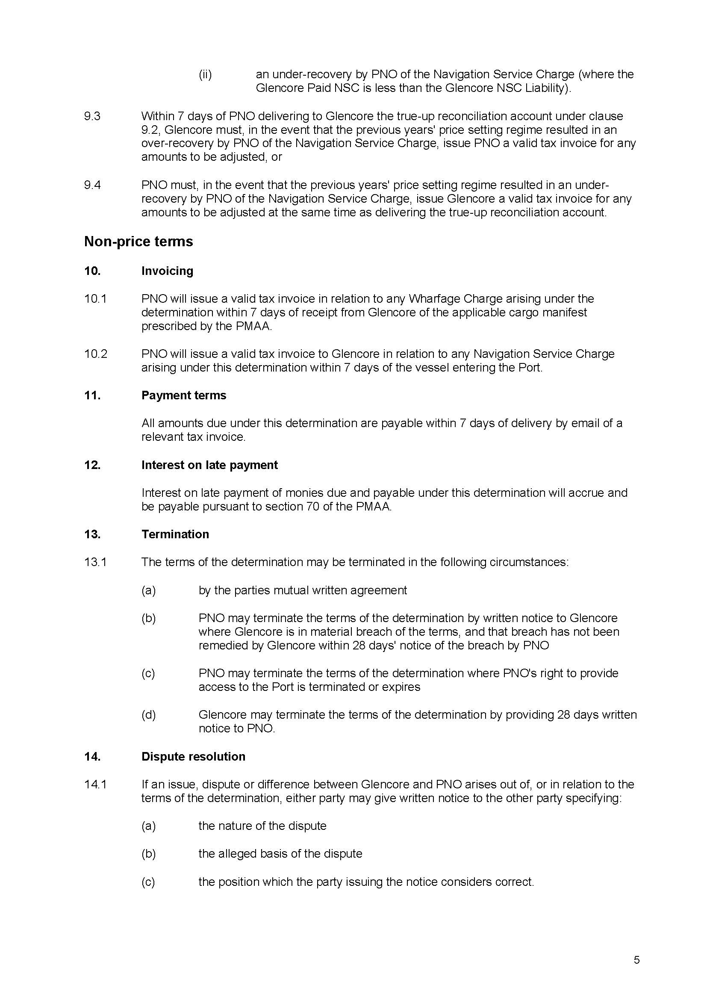 (ii) an under-recovery by PNO of the Navigation Service Charge (where the
Glencore Paid NSC is less than the Glencore NSC Liability).
9.3 Within 7 days of PNO delivering to Glencore the true-up reconciliation account under clause
9.2, Glencore must, in the event that the previous years' price setting regime resulted in an
over-recovery by PNO of the Navigation Service Charge, issue PNO a valid tax invoice for any
amounts to be adjusted, or
9.4 PNO must, in the event that the previous years' price setting regime resulted in an under-
recovery by PNO of the Navigation Service Charge, issue Glencore a valid tax invoice for any
amounts to be adjusted at the same time as delivering the true-up reconciliation account.
Non-price terms
10. Invoicing
10.1 PNO will issue a valid tax invoice in relation to any Wharfage Charge arising under the
determination within 7 days of receipt from Glencore of the applicable cargo manifest
prescribed by the PMAA.
10.2 PNO will issue a valid tax invoice to Glencore in relation to any Navigation Service Charge
arising under this determination within 7 days of the vessel entering the Port.
11. Payment terms
All amounts due under this determination are payable within 7 days of delivery by email of a
relevant tax invoice.
12. Interest on late payment
Interest on late payment of monies due and payable under this determination will accrue and
be payable pursuant to section 70 of the PMAA.
13. Termination
13.1 The terms of the determination may be terminated in the following circumstances:
(a) by the parties mutual written agreement
(b) PNO may terminate the terms of the determination by written notice to Glencore
where Glencore is in material breach of the terms, and that breach has not been
remedied by Glencore within 28 days' notice of the breach by PNO
(c) PNO may terminate the terms of the determination where PNO's right to provide
access to the Port is terminated or expires
(d) Glencore may terminate the terms of the determination by providing 28 days written
notice to PNO.
14. Dispute resolution
14.1 If an issue, dispute or difference between Glencore and PNO arises out of, or in relation to the
terms of the determination, either party may give written notice to the other party specifying:
(a) the nature of the dispute
(b) the alleged basis of the dispute
(c) the position which the party issuing the notice considers correct.
5